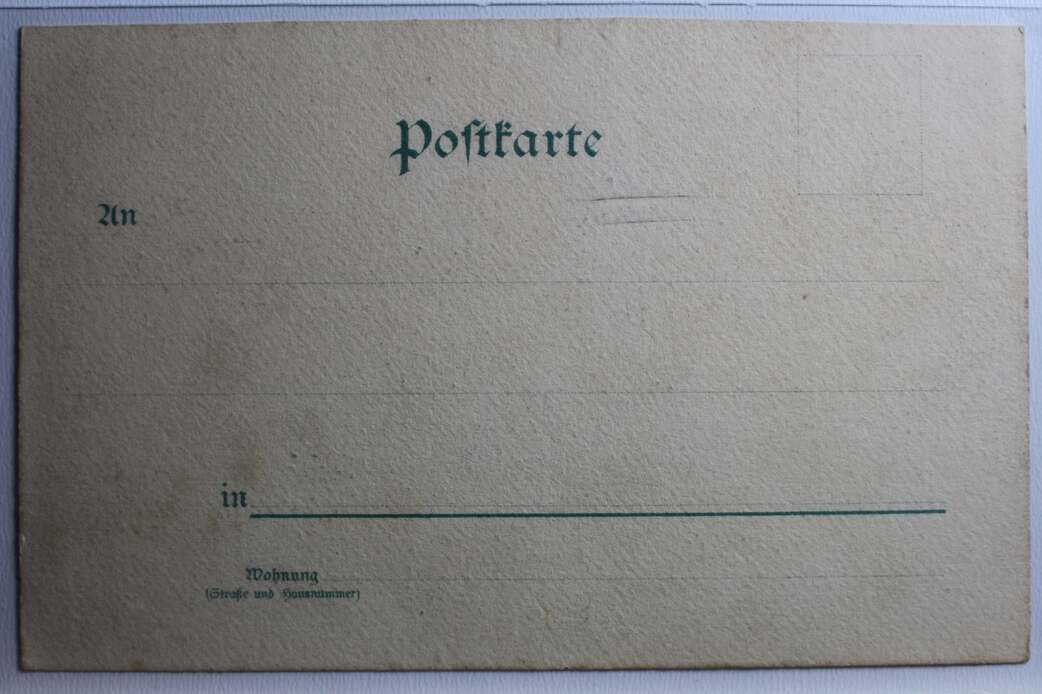 Postkarte
An
in
Wohnung
(Straße und Hausnummer)